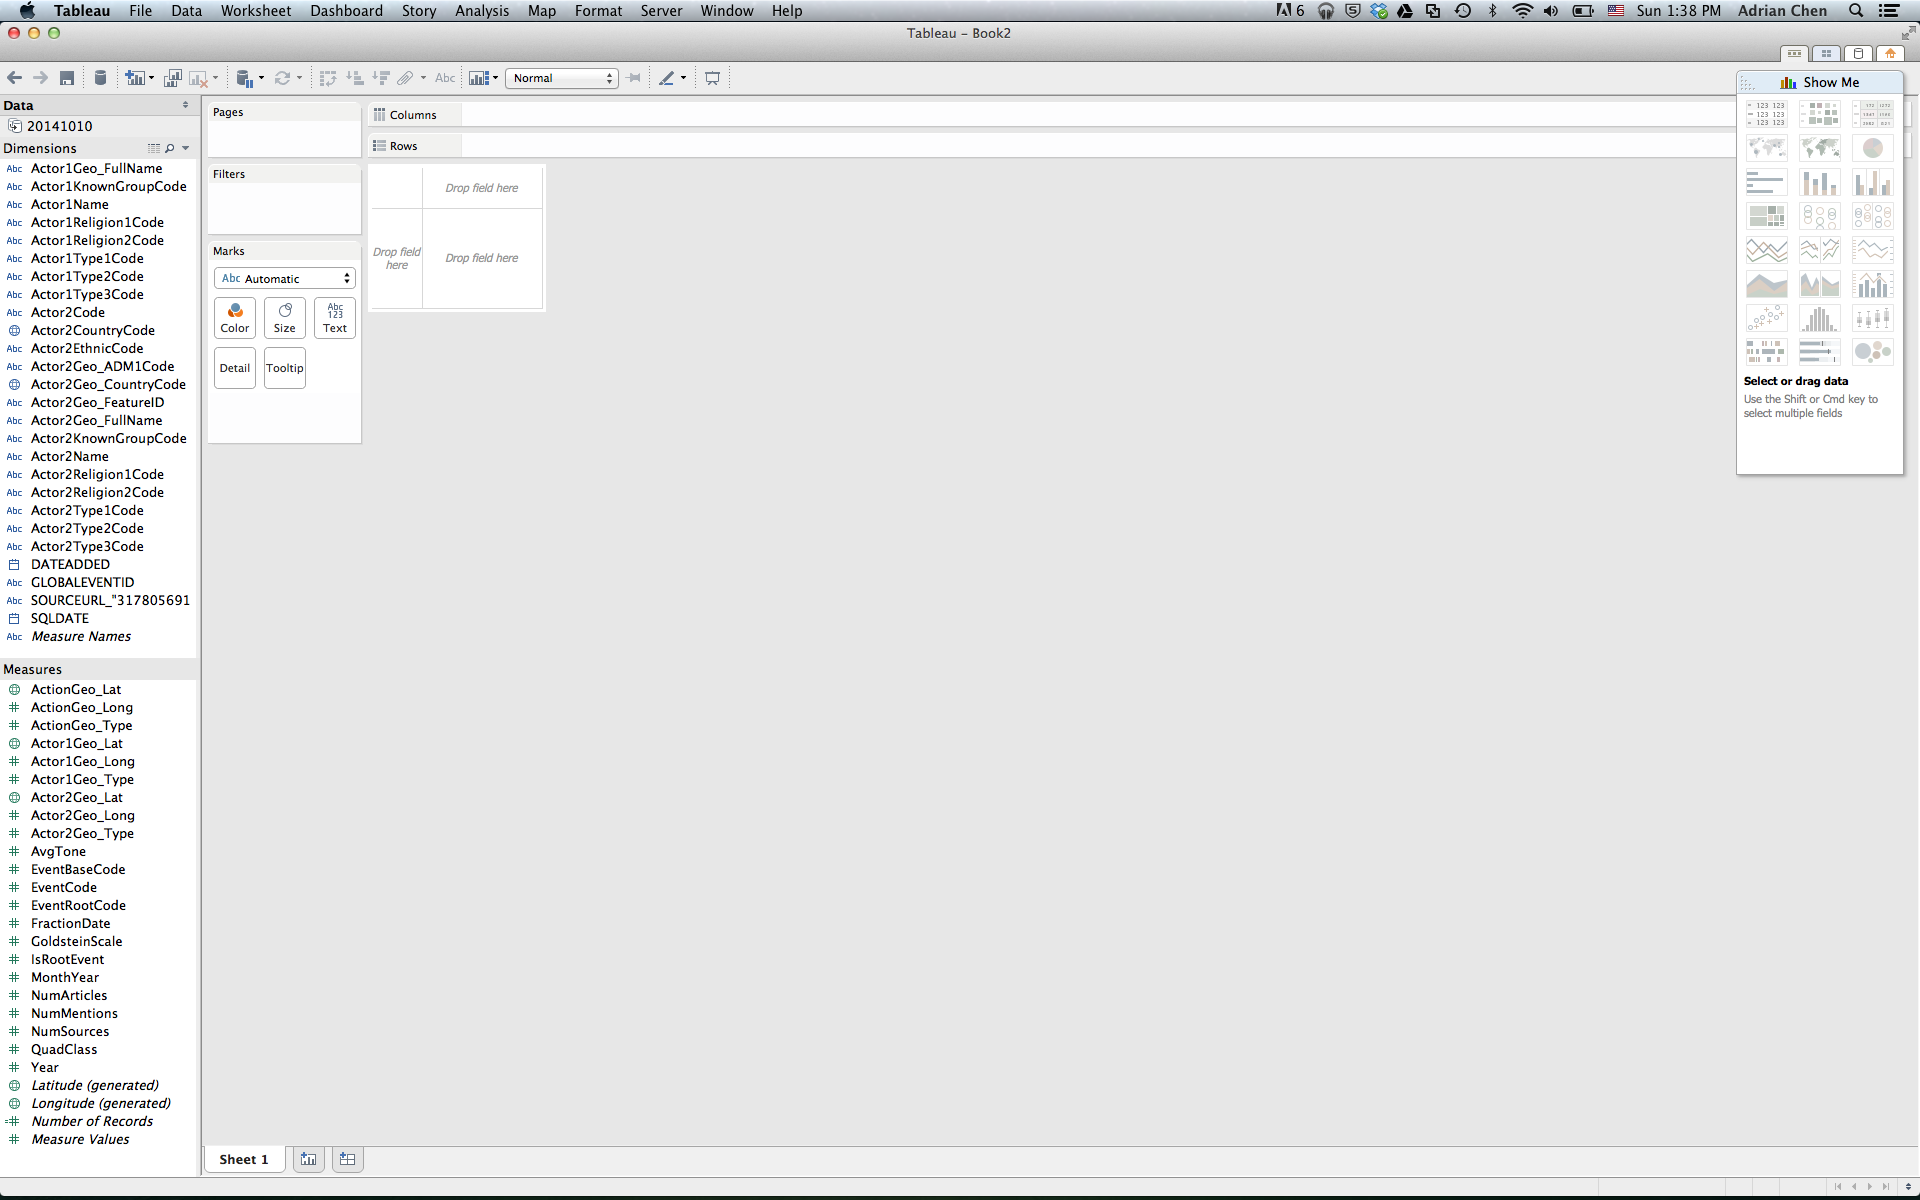 Tableau File Data Worksheet Dashboard Story Analysis Map Format Server Window Help 6 Sun 1:38 PM Adrian Chen
Tableau - Book2
Abc Normal
Show Me
Data
20141010
Dimensions
Abc Actor1Geo_FullName
Abc Actor1KnownGroupCode
Abc Actor1Name
Abc Actor1Religion1Code
Abc Actor1Religion2Code
Abc Actor1Type1Code
Abc Actor1Type2Code
Abc Actor1Type3Code
Abc Actor2Code
Actor2CountryCode
Abc Actor2EthnicCode
Abc Actor2Geo_ADM1Code
Actor2Geo_CountryCode
Abc Actor2Geo_FeatureID
Abc Actor2Geo_FullName
Abc Actor2KnownGroupCode
Abc Actor2Name
Abc Actor2Religion1Code
Abc Actor2Religion2Code
Abc Actor2Type1Code
Abc Actor2Type2Code
Abc Actor2Type3Code
DATEADDED
Abc GLOBALEVENTID
Abc SOURCEURL_"317805691
SQLDATE
Abc Measure Names
Measures
ActionGeo_Lat
# ActionGeo_Long
# ActionGeo_Type
Actor1Geo_Lat
# Actor1Geo_Long
# Actor1Geo_Type
Actor2Geo_Lat
# Actor2Geo_Long
# Actor2Geo_Type
# AvgTone
# EventBaseCode
# EventCode
# EventRootCode
# FractionDate
# GoldsteinScale
# IsRootEvent
# MonthYear
# NumArticles
# NumMentions
# NumSources
# QuadClass
# Year
Latitude (generated)
Longitude (generated)
=# Number of Records
# Measure Values
Pages
Filters
Marks
Abc Automatic
Color
Size
Abc
123
Text
Detail
Tooltip
Columns
Rows
Drop field here
Drop field
here
Drop field here
123 123
123 123
123 123
Select or drag data
Use the Shift or Cmd key to
select multiple fields
Sheet 1